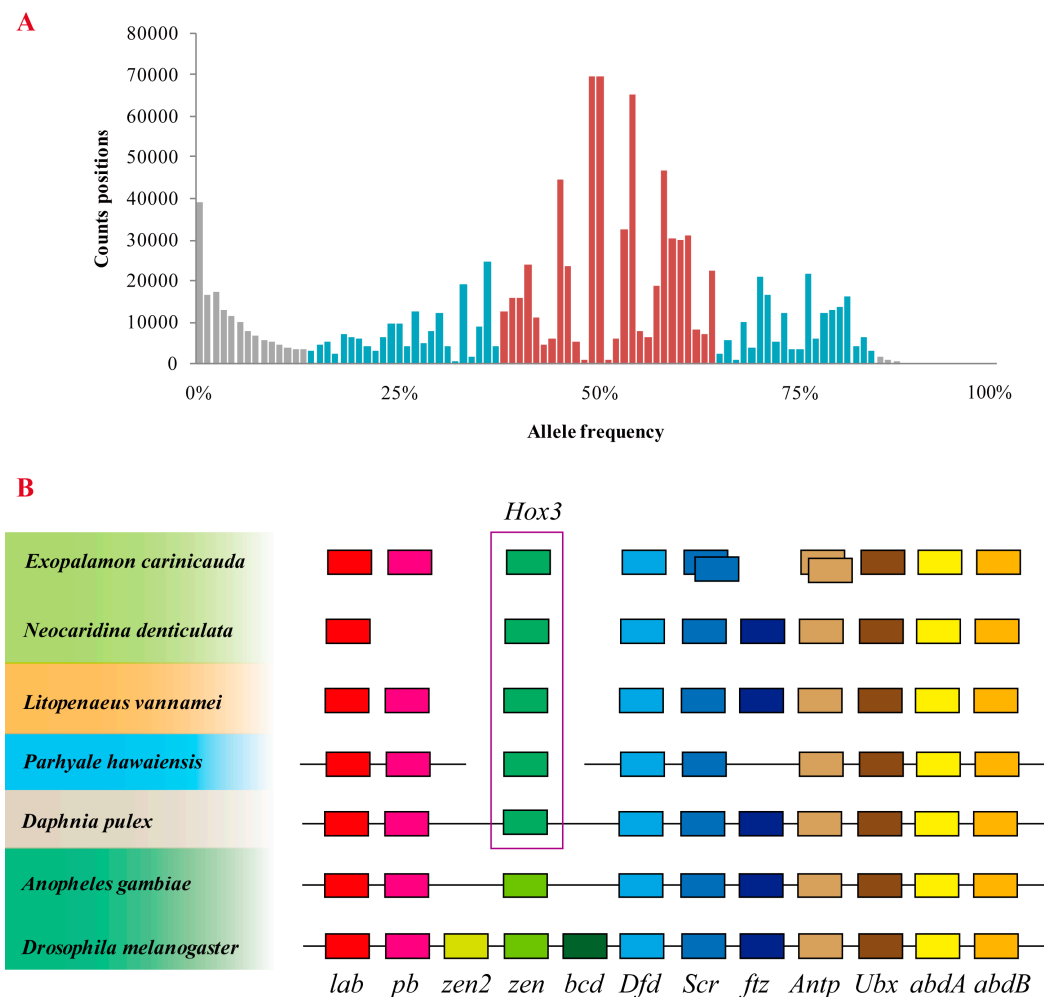 A
80000
70000
60000
50000
40000
30000
20000
10000
0
Counts positions
0% 25% 50% 75% 100%
Allele frequency
B
Hox3
Exopalamon carinicauda
Neocaridina denticulata
Litopenaeus vannamei
Parhyale hawaiensis
Daphnia pulex
Anopheles gambiae
Drosophila melanogaster
lab pb zen2 zen bcd Dfd Scr ftz Antp Ubx abdA abdB